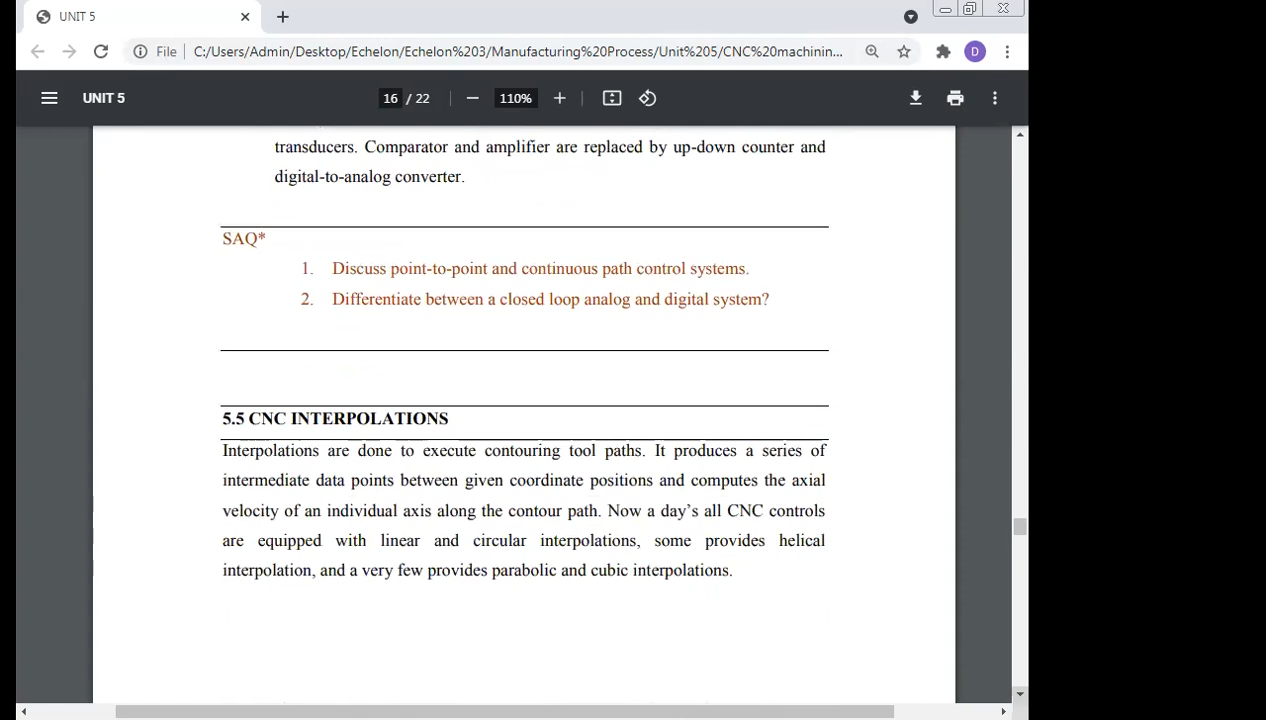 UNIT 5
File
C:/Users/Admin/Desktop/Echelon/Echelon%203/Manufacturing%20Process/Unit%205/CNC%20machinin...
D
UNIT 5
16 / 22
110%
transducers. Comparator and amplifier are replaced by up-down counter and
digital-to-analog converter.
SAQ*
1. Discuss point-to-point and continuous path control systems.
2. Differentiate between a closed loop analog and digital system?
5.5 CNC INTERPOLATIONS
Interpolations are done to execute contouring tool paths. It produces a series of
intermediate data points between given coordinate positions and computes the axial
velocity of an individual axis along the contour path. Now a day’s all CNC controls
are equipped with linear and circular interpolations, some provides helical
interpolation, and a very few provides parabolic and cubic interpolations.